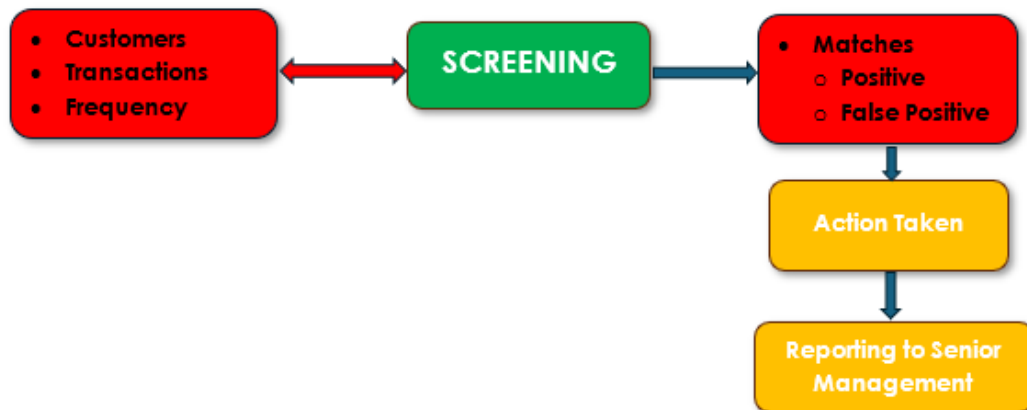 • Customers
• Transactions
• Frequency
SCREENING
• Matches
o Positive
o False Positive
Action Taken
Reporting to Senior
Management